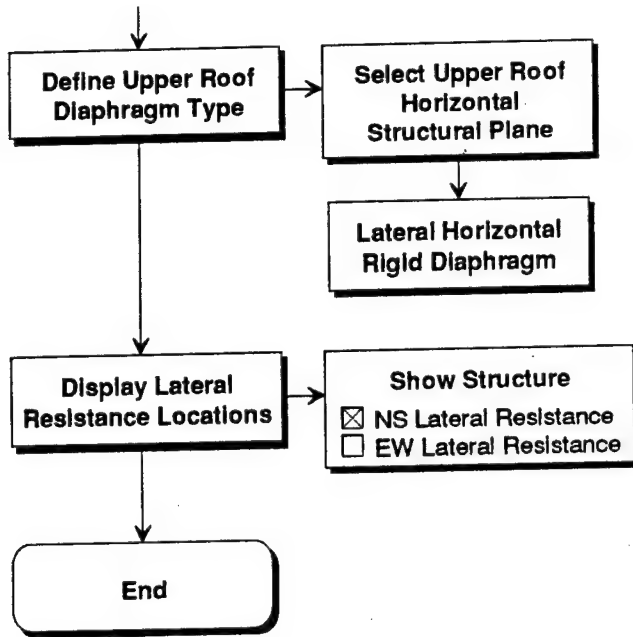 Define Upper Roof
Diaphragm Type
Select Upper Roof
Horizontal
Structural Plane
Lateral Horizontal
Rigid Diaphragm
Display Lateral
Resistance Locations
Show Structure
NS Lateral Resistance
EW Lateral Resistance
End